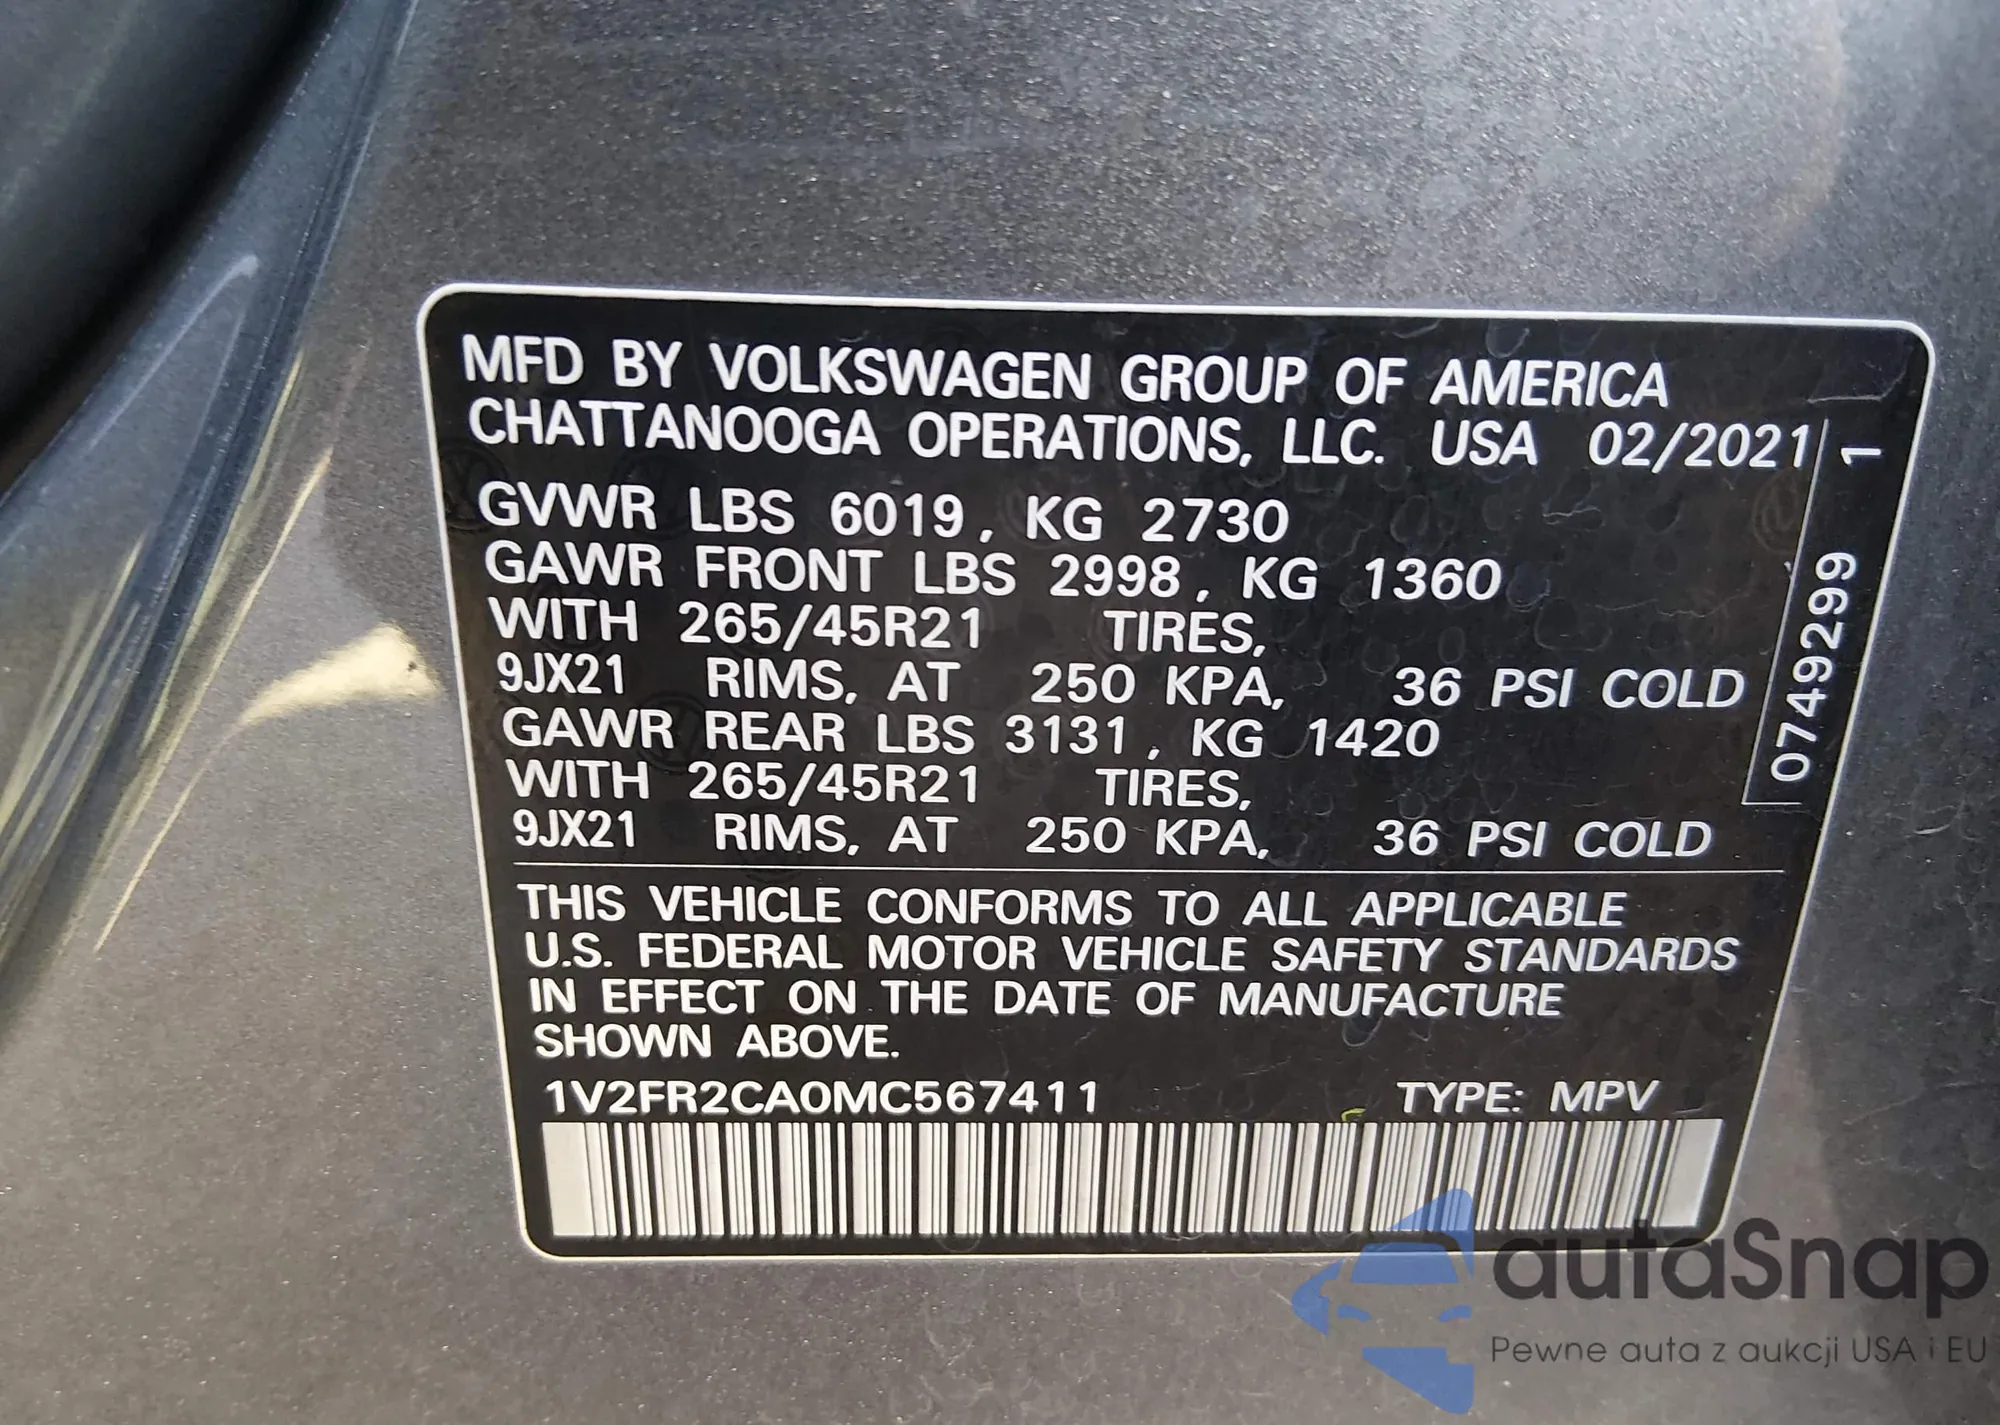 MFD BY VOLKSWAGEN GROUP OF AMERICA
CHATTANOOGA OPERATIONS, LLC. USA 02/2021
GVWR LBS 6019, KG 2730
GAWR FRONT LBS 2998, KG 1360
WITH 265/45R21 TIRES,
9JX21 RIMS, AT 250 KPA, 36 PSI COLD
GAWR REAR LBS 3131, KG 1420
WITH 265/45R21 TIRES,
9JX21 RIMS, AT 250 KPA, 36 PSI COLD
0749299 1
THIS VEHICLE CONFORMS TO ALL APPLICABLE
U.S. FEDERAL MOTOR VEHICLE SAFETY STANDARDS
IN EFFECT ON THE DATE OF MANUFACTURE
SHOWN ABOVE.
1V2FR2CA0MC567411 TYPE: MPV
autaSnap
Pewne auta z aukcji USA i EU